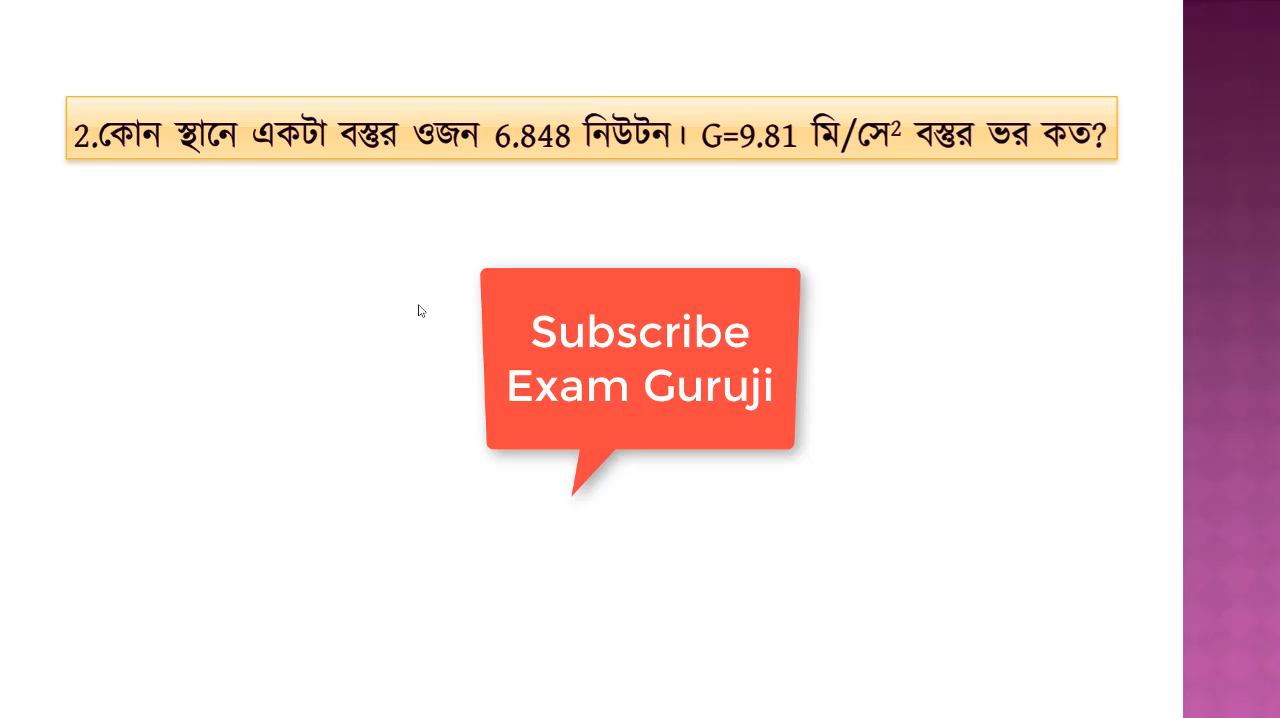 2.কোন স্থানে একটা বস্তুর ওজন 6.848 নিউটন। G=9.81 মি/সে² বস্তুর ভর কত?
Subscribe
Exam Guruji